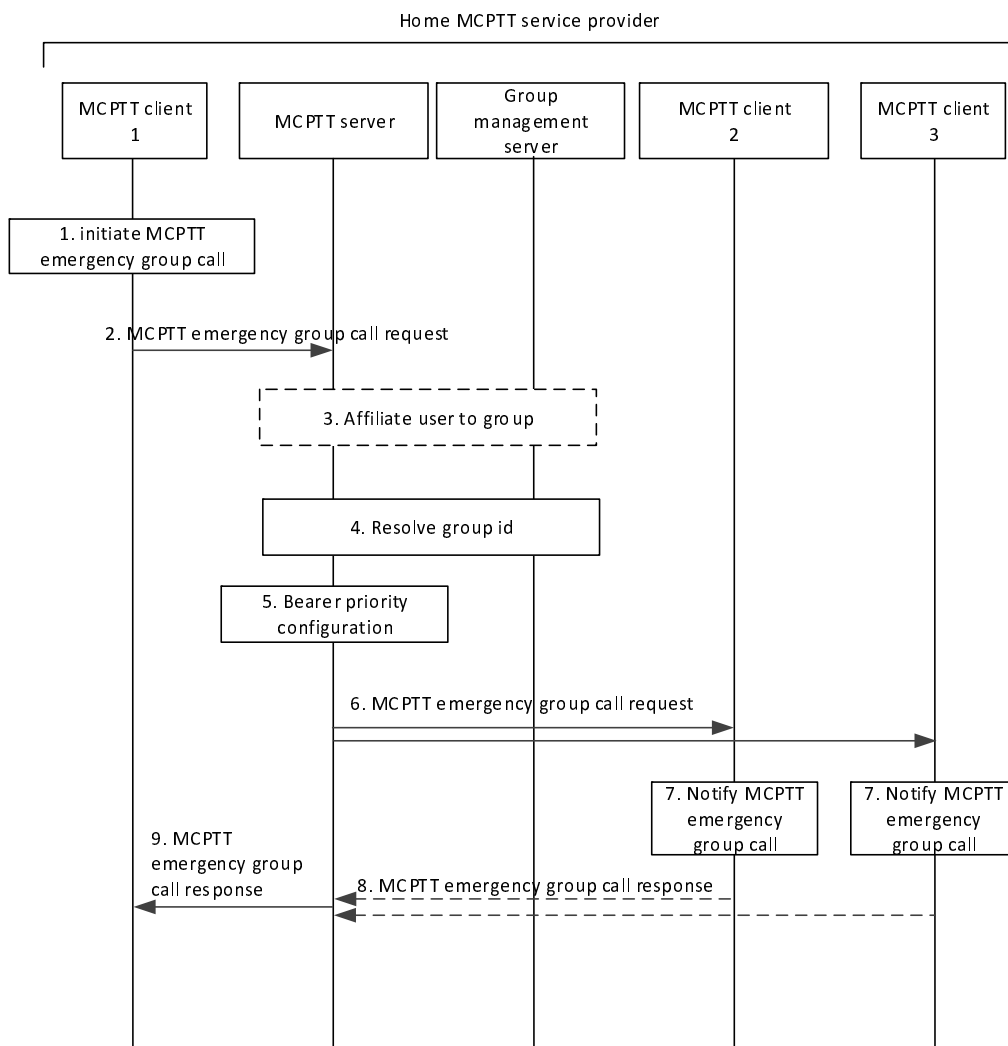 Home MCPTT service provider
MCPTT client
1
MCPTT server
Group
management
server
MCPTT client
2
MCPTT client
3
1. initiate MCPTT
emergency group call
2. MCPTT emergency group call request
3. Affiliate user to group
4. Resolve group id
5. Bearer priority
configuration
6. MCPTT emergency group call request
7. Notify MCPTT
emergency
group call
7. Notify MCPTT
emergency
group call
9. MCPTT
emergency group
call response
8. MCPTT emergency group call response